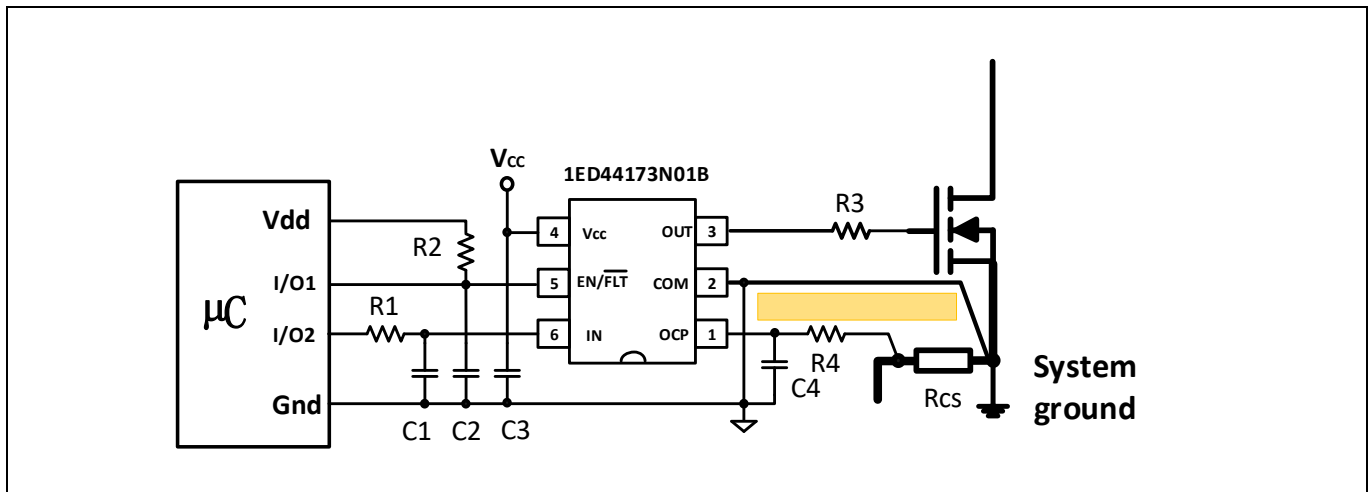 Vcc
1ED44173N01B
Vdd
R2
R3
4 Vcc OUT 3
I/O1
5 EN/FLT COM 2
μC
R1
I/O2
6 IN OCP 1
R4
C4
Gnd
Rcs
System
ground
C1 C2 C3